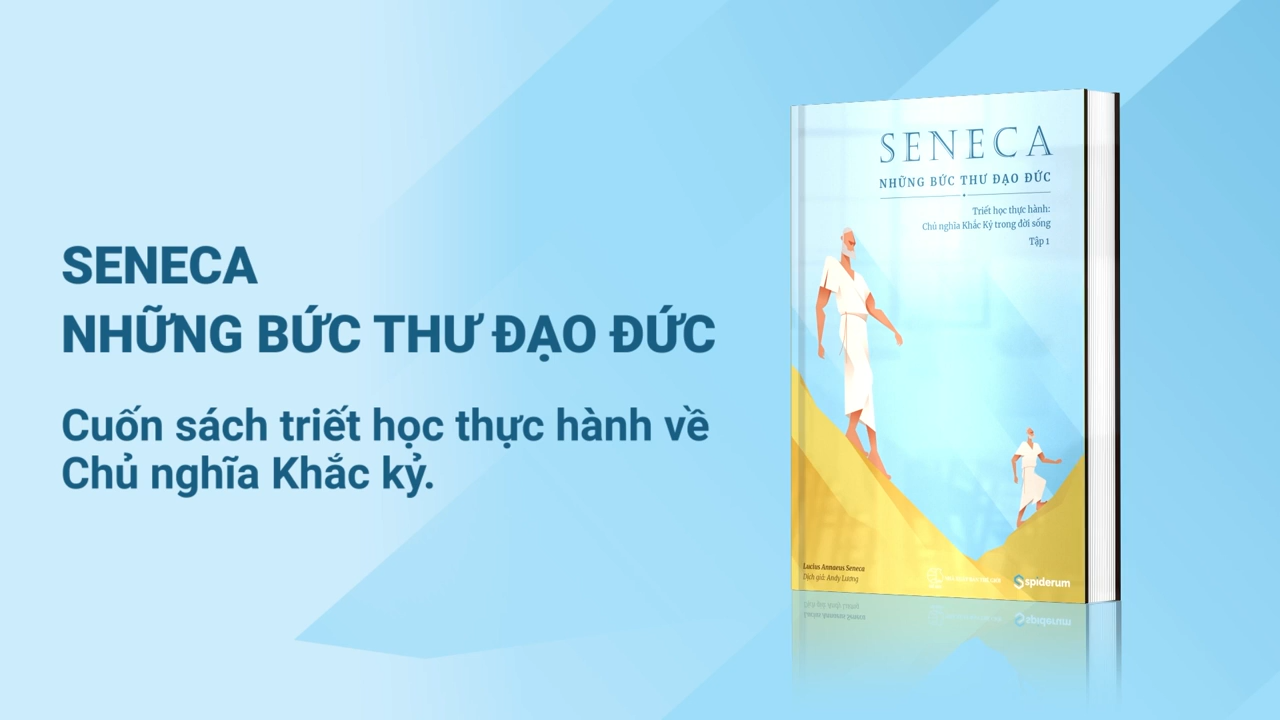 SENECA
NHỮNG BỨC THƯ ĐẠO ĐỨC
Cuốn sách triết học thực hành về
Chủ nghĩa Khắc kỷ.
SENECA
NHỮNG BỨC THƯ ĐẠO ĐỨC
Triết học thực hành:
Chủ nghĩa Khắc Kỷ trong đời sống
Tập 1
Lucius Annaeus Seneca
Dịch giả: Andy Lương
spiderum